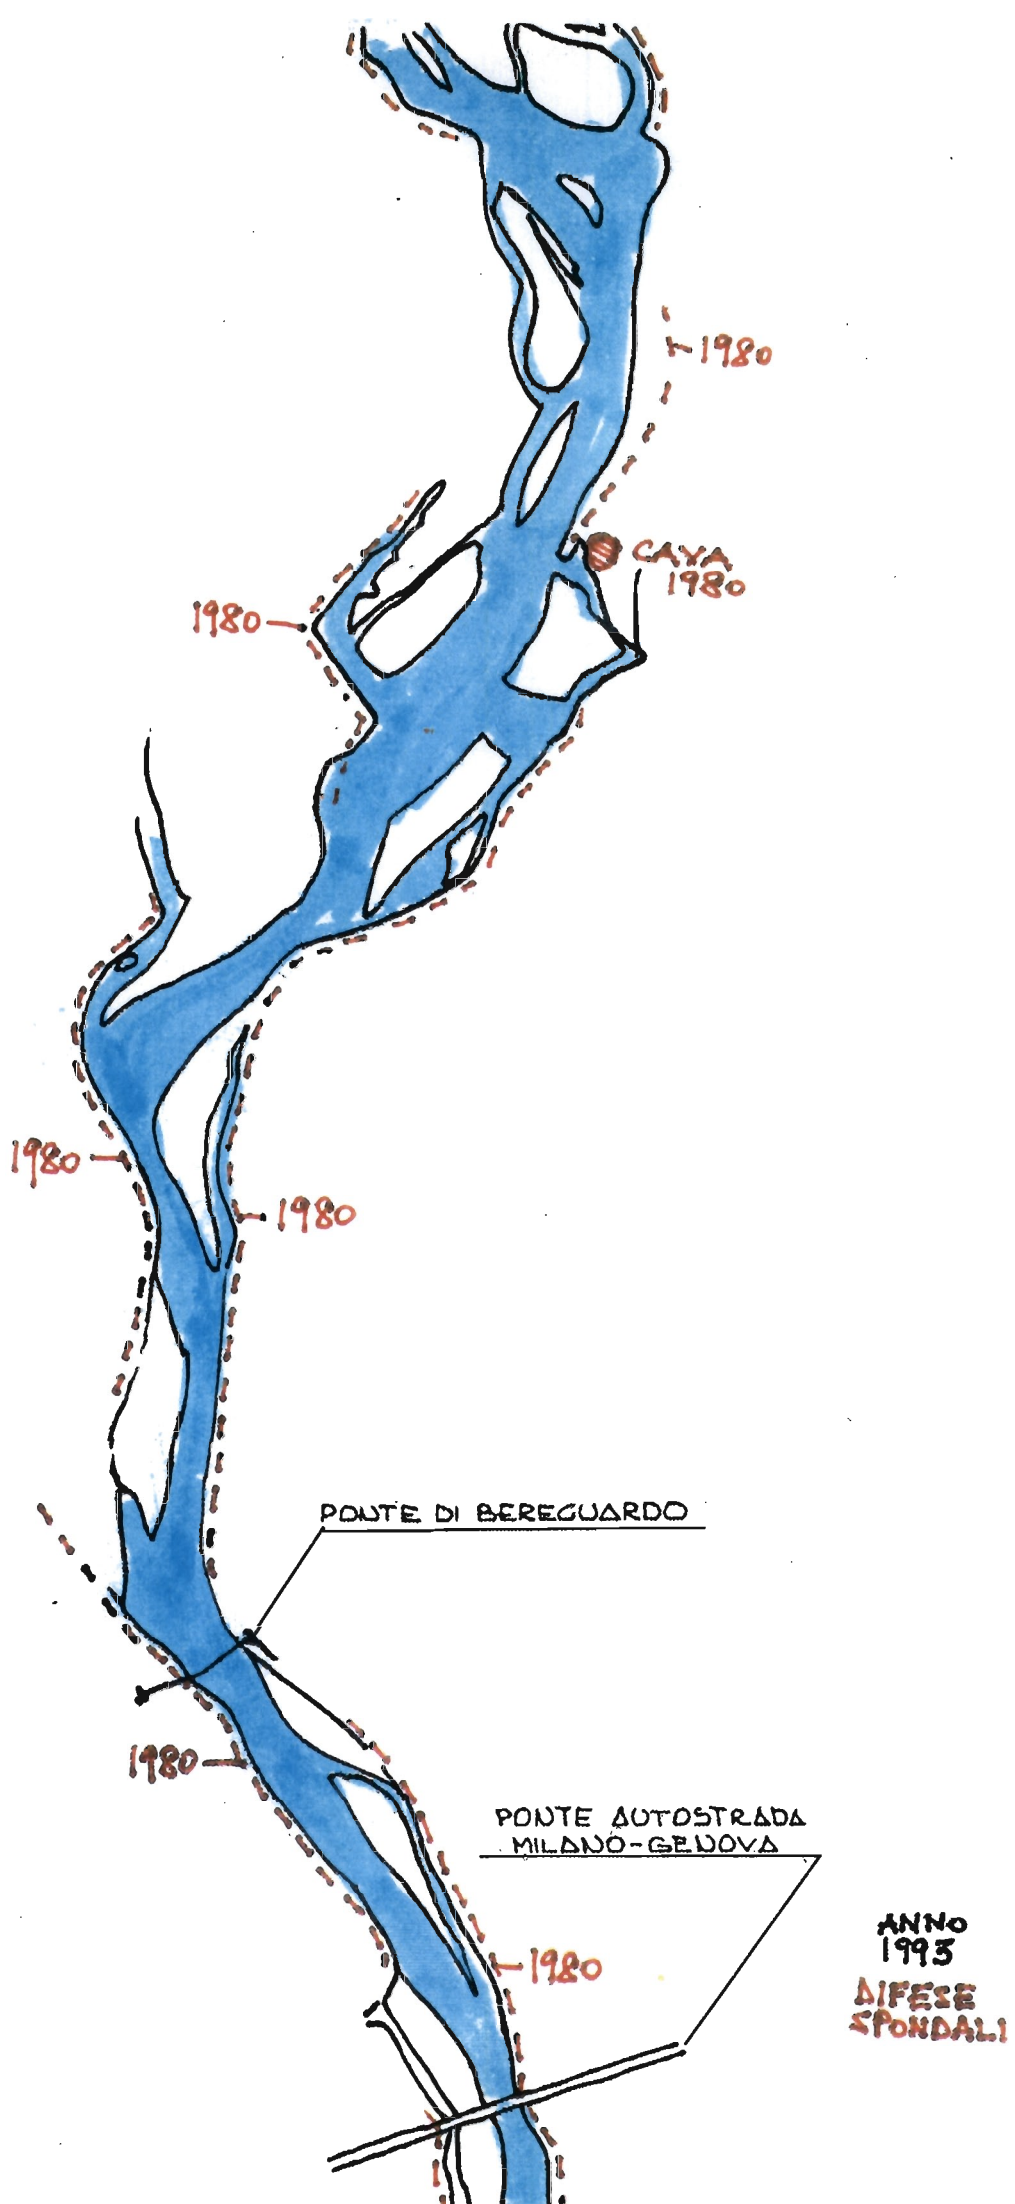 1980
CAVA
1980
1980
1980
1980
PONTE DI BEREGUARDO
1980
PONTE AUTOSTRADA
MILANO-GENOVA
ANNO
1993
1980
DIFESE
SPONDALI